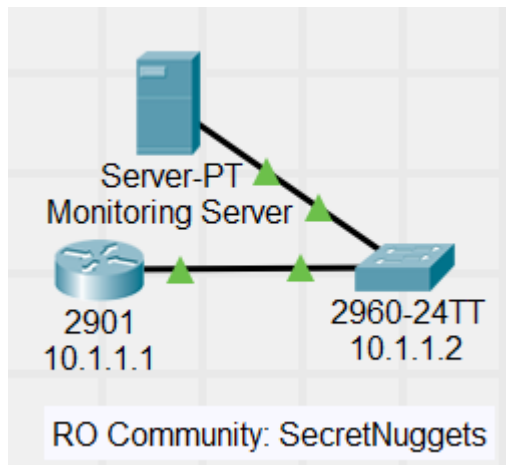 Server-PT
Monitoring Server
2901
10.1.1.1
2960-24TT
10.1.1.2
RO Community: SecretNuggets